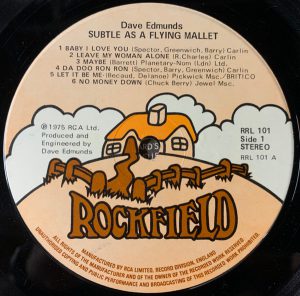 Dave Edmunds
SUBTLE AS A FLYING MALLET
1 BABY I LOVE YOU (Spector, Greenwich, Barry) Carlin
2 LEAVE MY WOMAN ALONE (R.Charles) Carlin
3 MAYBE (Barrett) Planetary-Nom (Ldn) Ltd.
4 DA DOO RON RON (Spector, Greenwich, Barry) Carlin
5 LET IT BE ME (Becaud, Delanoe) Pickwick Msc./BRITICO
6 NO MONEY DOWN (Chuck Berry) Jewel Msc.
℗ 1975 RCA Ltd.
Produced and
Engineered by
Dave Edmunds
RRL 101
Side 1
STEREO
RRL 101 A
ROCKFIELD
MANUFACTURED BY RCA LIMITED, RECORD DIVISION, ENGLAND
ALL RIGHTS OF THE MANUFACTURER AND OF THE OWNER OF THE RECORDED WORK RESERVED
UNAUTHORISED COPYING AND PUBLIC PERFORMANCE AND BROADCASTING OF THIS RECORDED WORK PROHIBITED.